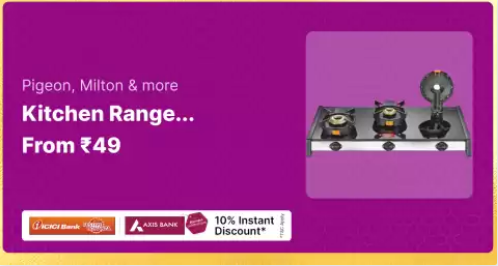 Pigeon, Milton & more
Kitchen Range...
From ₹49
ICICI Bank
AXIS BANK
10% Instant
Discount*